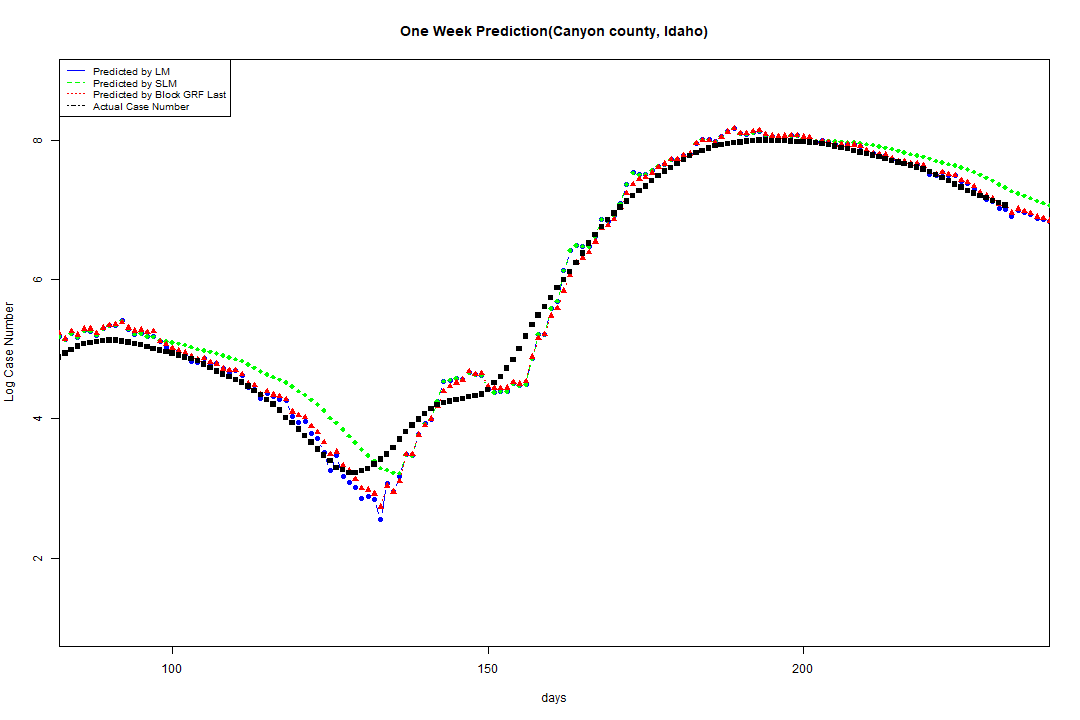 One Week Prediction(Canyon county, Idaho)
Predicted by LM
Predicted by SLM
Predicted by Block GRF Last
Actual Case Number
Log Case Number
8
6
4
2
100 150 200
days